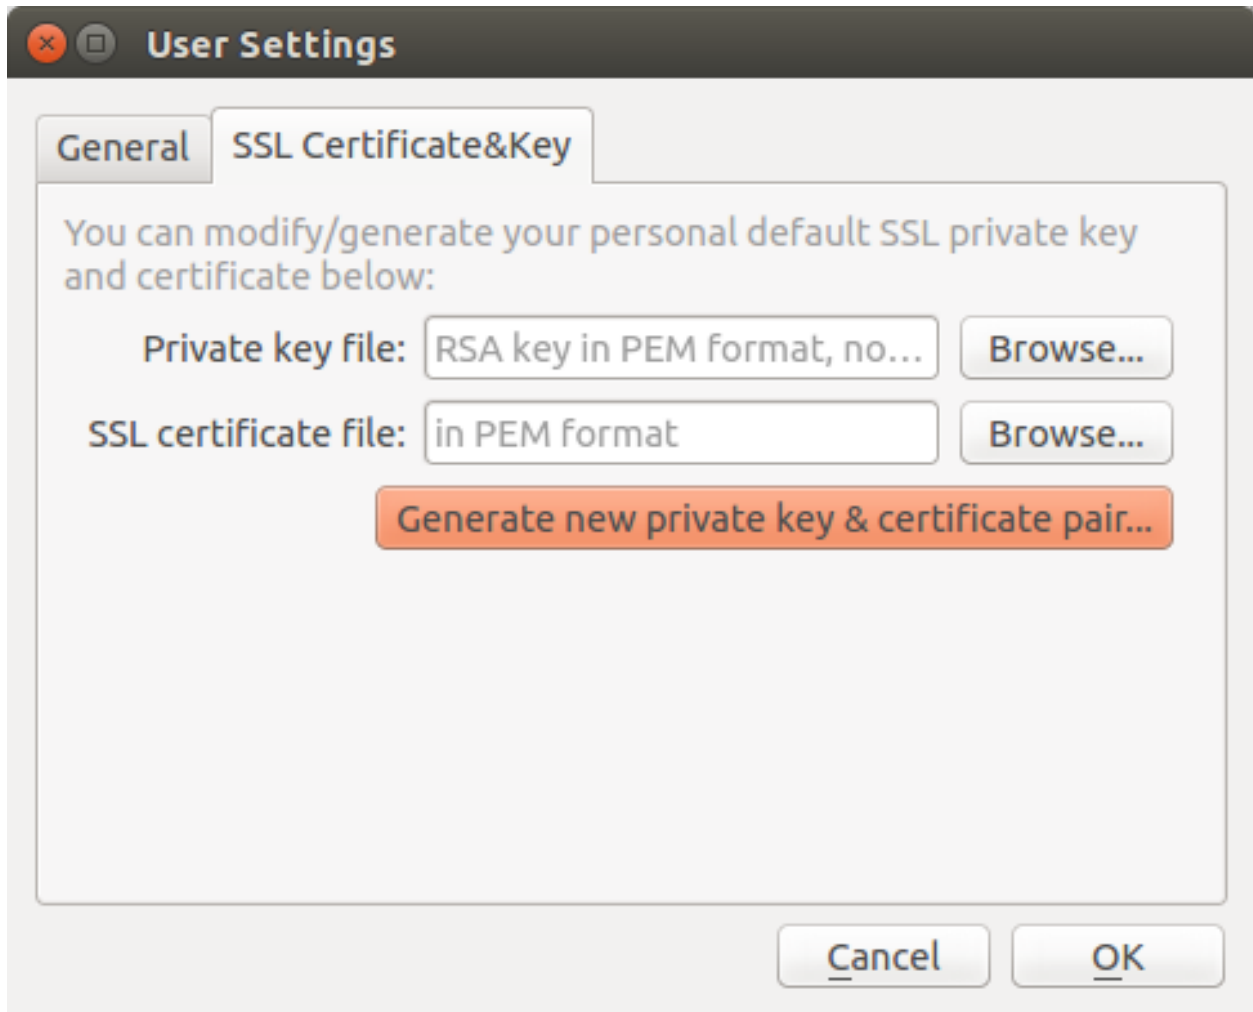 User Settings
General
SSL Certificate&Key
You can modify/generate your personal default SSL private key
and certificate below:
Private key file:
RSA key in PEM format, no...
Browse...
SSL certificate file:
in PEM format
Browse...
Generate new private key & certificate pair...
Cancel
OK